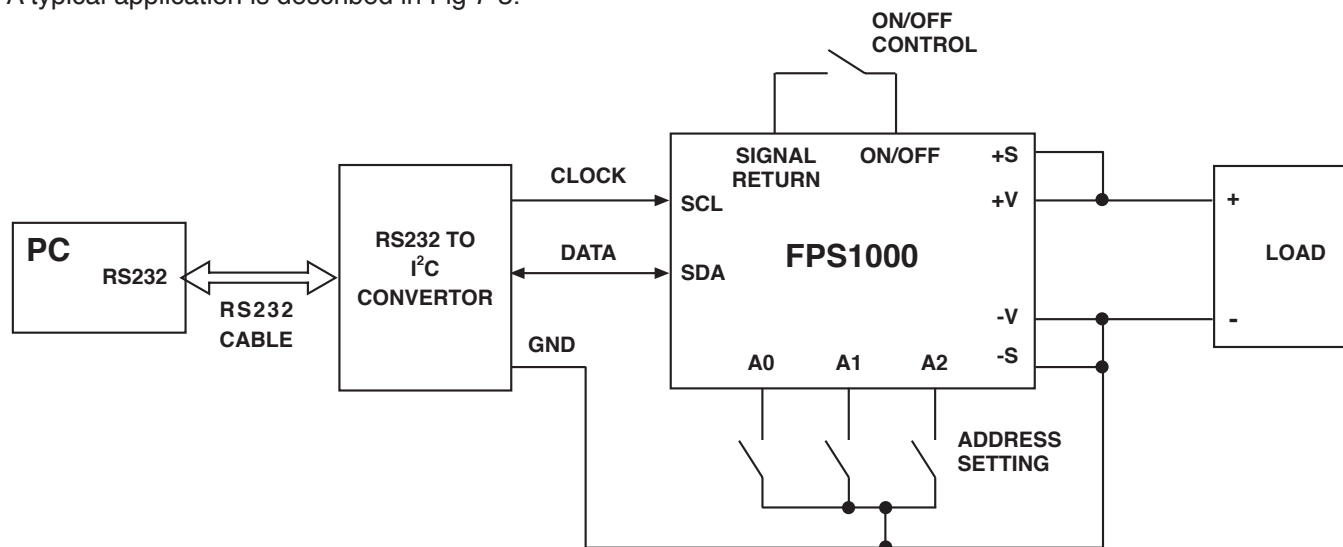 A typical application is described in Fig 7-
ON/OFF
CONTROL
SIGNAL
RETURN
ON/OFF
+S
+V
-V
-S
CLOCK
SCL
DATA
SDA
FPS1000
PC
RS232
RS232
CABLE
RS232 TO
I²C
CONVERTOR
GND
A0
A1
A2
ADDRESS
SETTING
+
LOAD
-